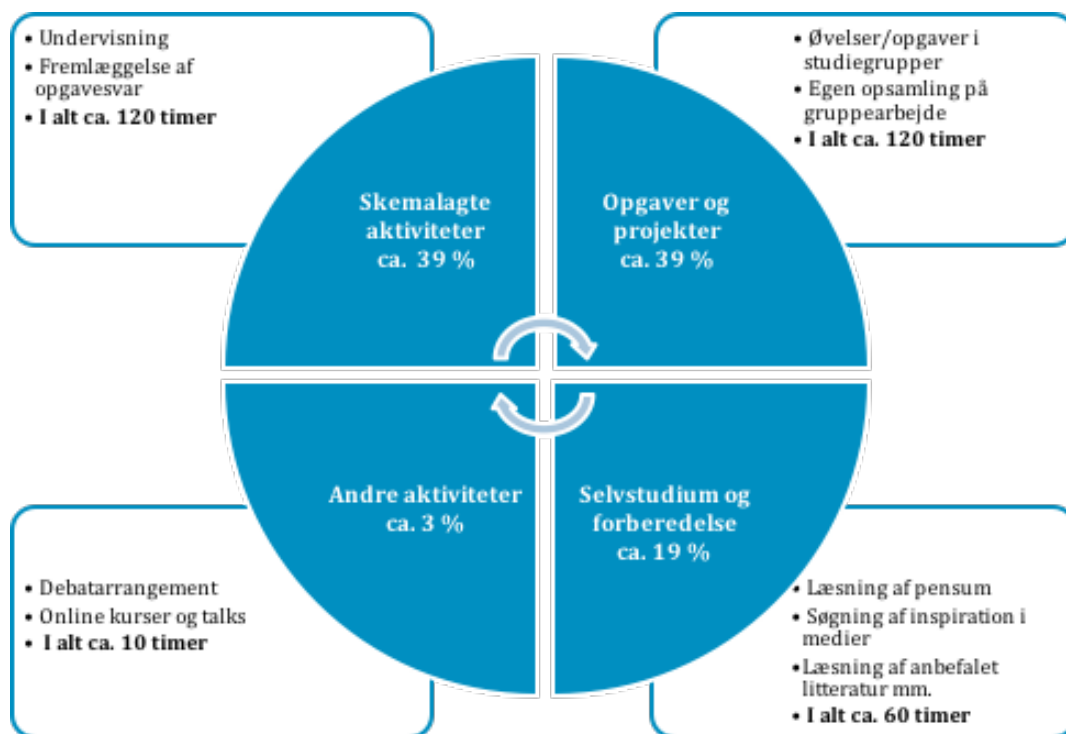 • Undervisning
• Fremlæggelse af
opgavesvar
• I alt ca. 120 timer
• Øvelser/opgaver i
studiegrupper
• Egen opsamling på
gruppearbejde
• I alt ca. 120 timer
Skemalagte
aktiviteter
ca. 39 %
Opgaver og
projekter
ca. 39 %
Andre aktiviteter
ca. 3 %
Selvstudium og
forberedelse
ca. 19 %
• Debatarrangement
• Online kurser og talks
• I alt ca. 10 timer
• Læsning af pensum
• Søgning af inspiration i
medier
•Læsning af anbefalet
litteratur mm.
• I alt ca. 60 timer